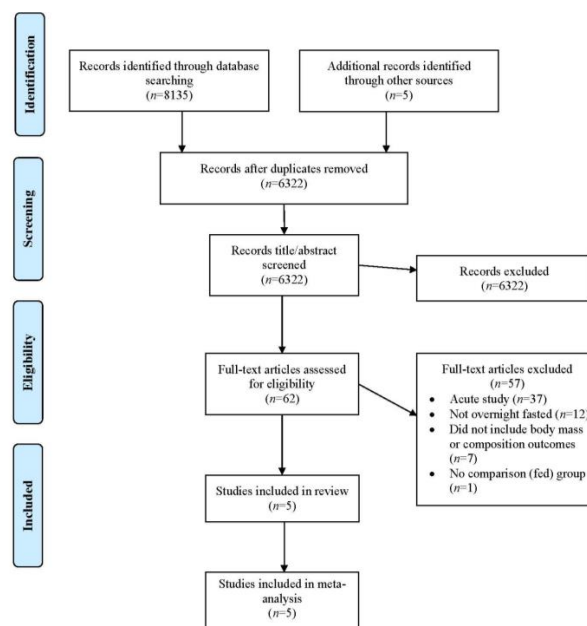 Identification
Records identified through database
searching
(n=8135)
Additional records identified
through other sources
(n=5)
Records after duplicates removed
(n=6322)
Screening
Records title/abstract
screened
(n=6322)
Records excluded
(n=6322)
Eligibility
Full-text articles assessed
for eligibility
(n=62)
Full-text articles excluded
(n=57)
• Acute study (n=37)
• Not overnight fasted (n=12)
• Did not include body mass
or composition outcomes
(n=7)
• No comparison (fed) group
(n=1)
Included
Studies included in review
(n=5)
Studies included in meta-
analysis
(n=5)